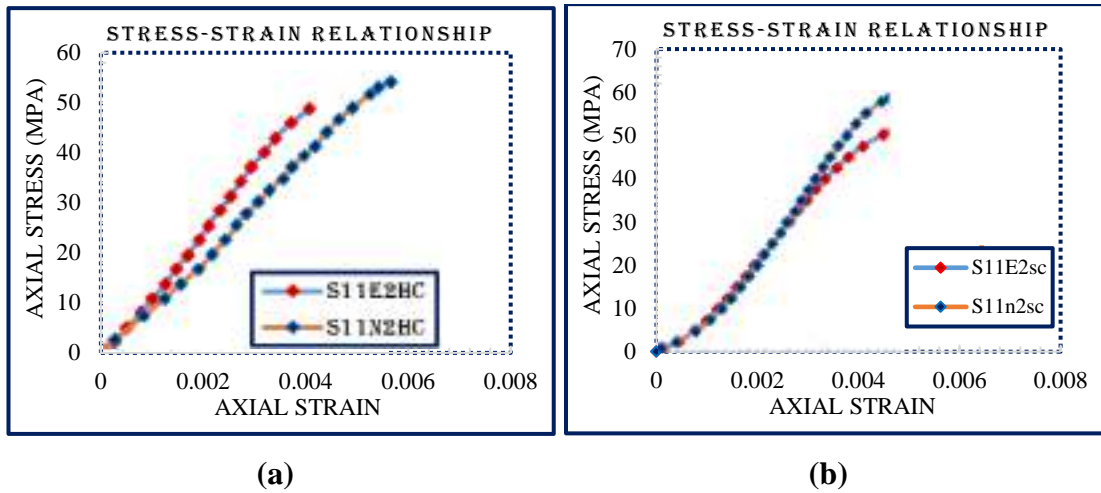 STRESS-STRAIN RELATIONSHIP
60
50
40
30
20
10
0
AXIAL STRESS (MPA)
S11E2HC
S11N2HC
0 0.002 0.004 0.006 0.008
AXIAL STRAIN
(a)
STRESS-STRAIN RELATIONSHIP
70
60
50
40
30
20
10
0
AXIAL STRESS (MPA)
S11E2sc
S11n2sc
0 0.002 0.004 0.006 0.008
AXIAL STRAIN
(b)